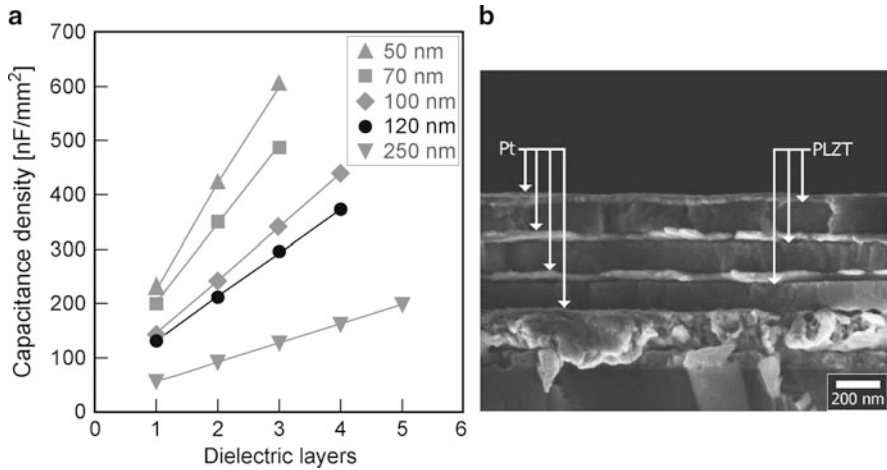 a
b
700
600
500
400
300
200
100
0
Capacitance density [nF/mm²]
50 nm
70 nm
100 nm
120 nm
250 nm
0 1 2 3 4 5 6
Dielectric layers
Pt
PLZT
200 nm